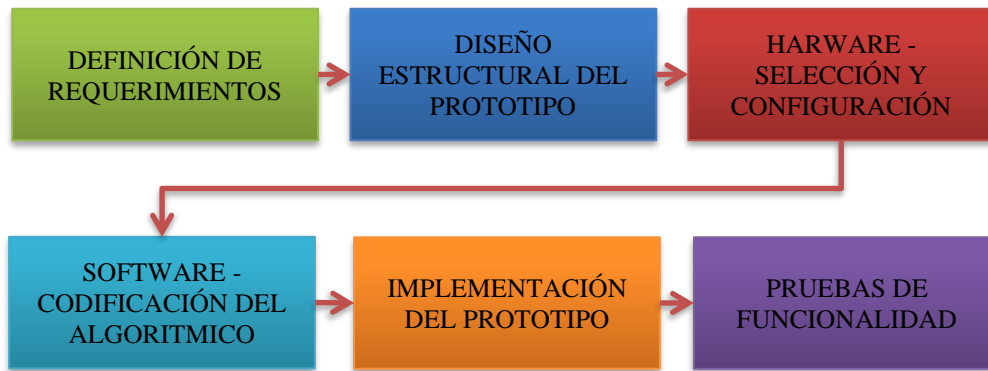 DEFINICIÓN DE
REQUERIMIENTOS
DISEÑO
ESTRUCTURAL DEL
PROTOTIPO
HARWARE -
SELECCIÓN Y
CONFIGURACIÓN
SOFTWARE -
CODIFICACIÓN DEL
ALGORITMICO
IMPLEMENTACIÓN
DEL PROTOTIPO
PRUEBAS DE
FUNCIONALIDAD